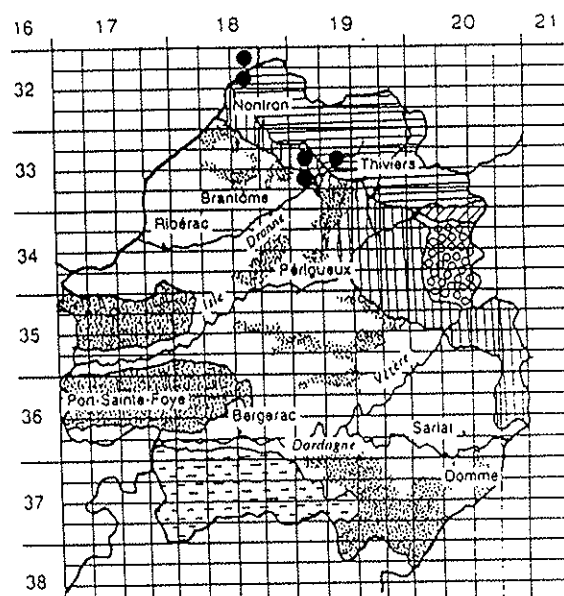 16 17 18 19 20 21
32
Nontron
33
Thiviers
Brantôme
Ribérac
Dronne
34
Périgueux
Isle
35
Vézère
Port-Sainte-Foye
36
Bergerac
Sarlat
Dordogne
Domme
37
38